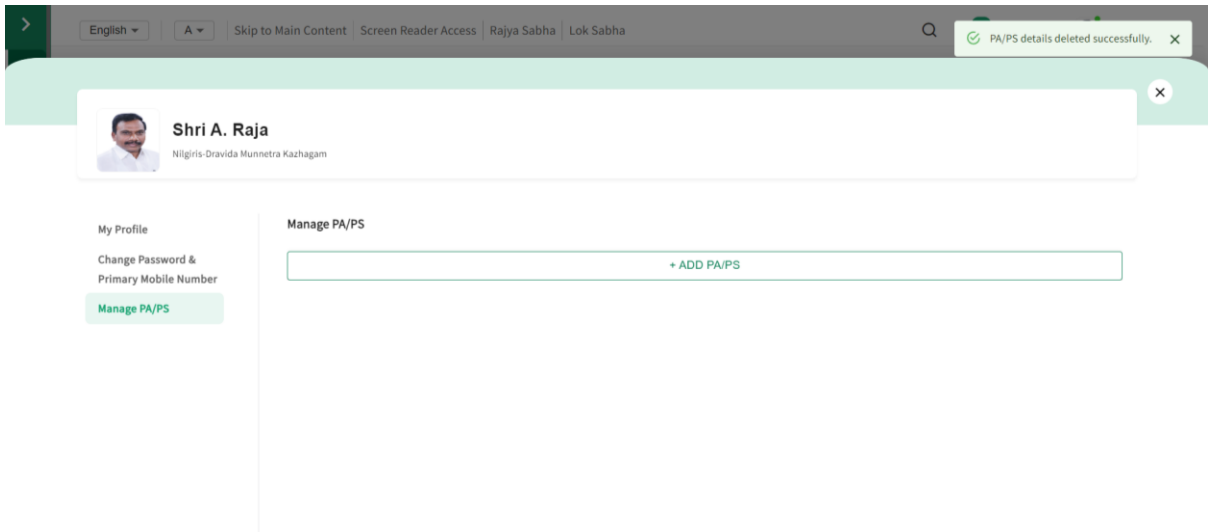 English A Skip to Main Content Screen Reader Access Rajya Sabha Lok Sabha
PA/PS details deleted successfully.
Shri A. Raja
Nilgiris-Dravida Munnetra Kazhagam
My Profile
Change Password &
Primary Mobile Number
Manage PA/PS
Manage PA/PS
+ ADD PA/PS